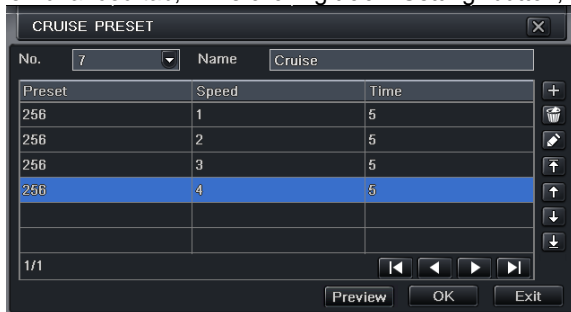 CRUISE PRESET
No. 7 Name Cruise
Preset Speed Time
256 1 5
256 2 5
256 3 5
256 4 5
1/1
Preview OK Exit